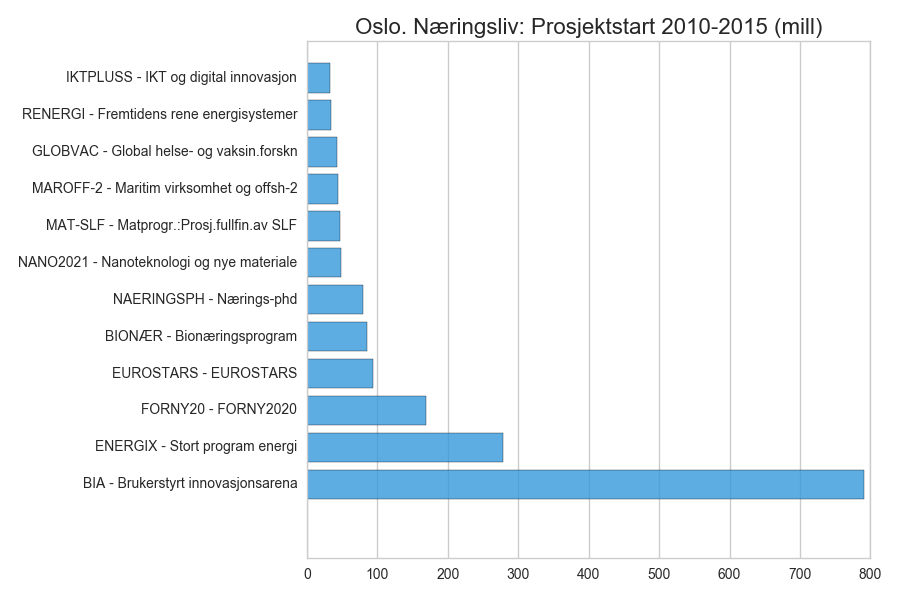 Oslo. Næringsliv: Prosjektstart 2010-2015 (mill)
IKTPLUSS - IKT og digital innovasjon
RENERGI - Fremtidens rene energisystemer
GLOBVAC - Global helse- og vaksin.forskn
MAROFF-2 - Maritim virksomhet og offsh-2
MAT-SLF - Matprogr.:Prosj.fullfin.av SLF
NANO2021 - Nanoteknologi og nye materiale
NAERINGSPH - Nærings-phd
BIONÆR - Bionæringsprogram
EUROSTARS - EUROSTARS
FORNY20 - FORNY2020
ENERGIX - Stort program energi
BIA - Brukerstyrt innovasjonsarena
0 100 200 300 400 500 600 700 800